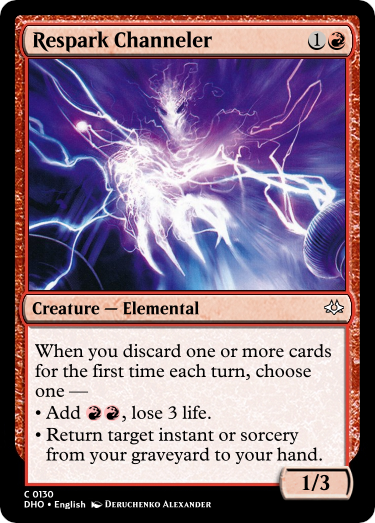 Respark Channeler 1R
Creature — Elemental
When you discard one or more cards
for the first time each turn, choose
one —
• Add RR, lose 3 life.
• Return target instant or sorcery
from your graveyard to your hand.
1/3
C 0130
DHO • English DERUCHENKO ALEXANDER